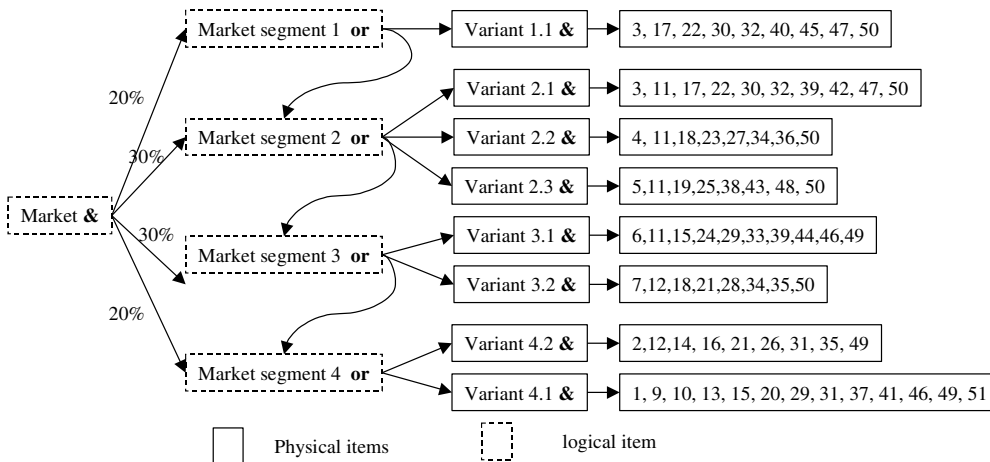 Market segment 1 or
Variant 1.1 &
3, 17, 22, 30, 32, 40, 45, 47, 50
20%
Variant 2.1 &
3, 11, 17, 22, 30, 32, 39, 42, 47, 50
Market segment 2 or
Variant 2.2 &
4, 11,18,23,27,34,36,50
30%
Variant 2.3 &
5,11,19,25,38,43, 48, 50
Market &
30%
Variant 3.1 &
6,11,15,24,29,33,39,44,46,49
Market segment 3 or
Variant 3.2 &
7,12,18,21,28,34,35,50
20%
Variant 4.2 &
2,12,14, 16, 21, 26, 31, 35, 49
Market segment 4 or
Variant 4.1 &
1, 9, 10, 13, 15, 20, 29, 31, 37, 41, 46, 49, 51
Physical items
logical item